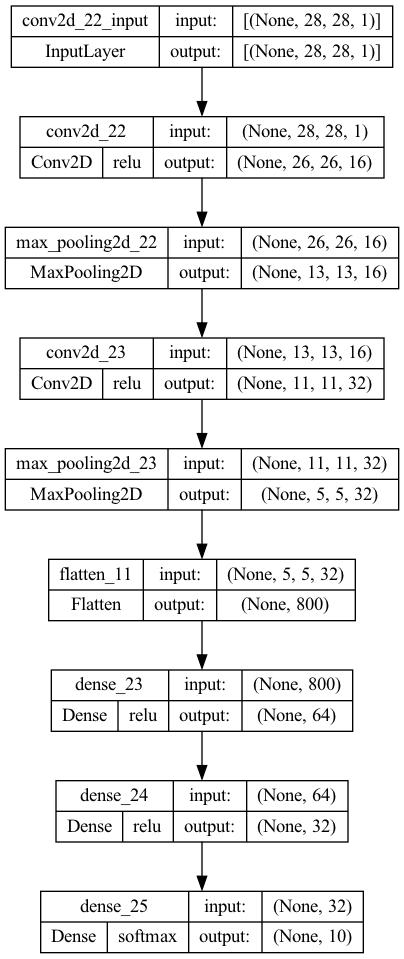 conv2d_22_input input: [(None, 28, 28, 1)]
InputLayer output: [(None, 28, 28, 1)]
conv2d_22 input: (None, 28, 28, 1)
Conv2D relu output: (None, 26, 26, 16)
max_pooling2d_22 input: (None, 26, 26, 16)
MaxPooling2D output: (None, 13, 13, 16)
conv2d_23 input: (None, 13, 13, 16)
Conv2D relu output: (None, 11, 11, 32)
max_pooling2d_23 input: (None, 11, 11, 32)
MaxPooling2D output: (None, 5, 5, 32)
flatten_11 input: (None, 5, 5, 32)
Flatten output: (None, 800)
dense_23 input: (None, 800)
Dense relu output: (None, 64)
dense_24 input: (None, 64)
Dense relu output: (None, 32)
dense_25 input: (None, 32)
Dense softmax output: (None, 10)